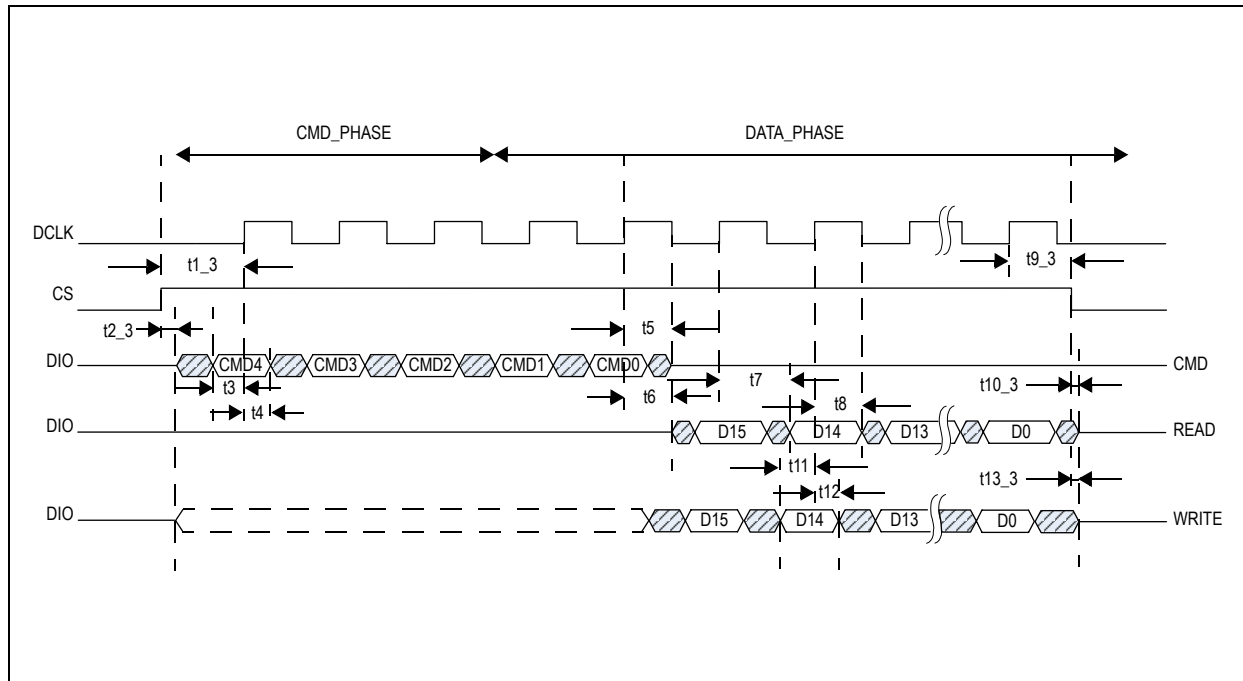 CMD_PHASE DATA_PHASE
DCLK
t1_3 t9_3
CS
t2_3 t5
DIO CMD4 CMD3 CMD2 CMD1 CMD0 CMD
t3 t6 t7 t10_3
t4 t8
DIO D15 D14 D13 D0 READ
t11 t13_3
t12
DIO D15 D14 D13 D0 WRITE